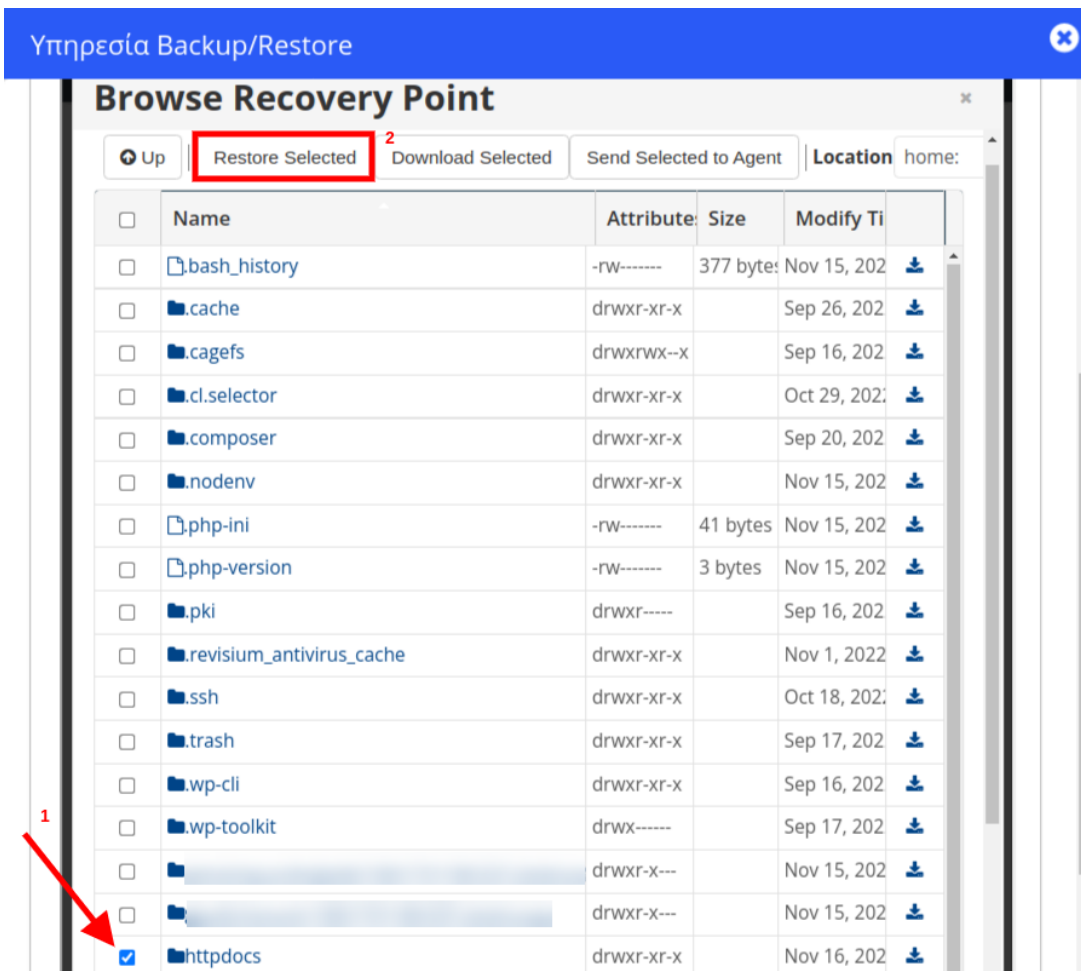 Υπηρεσία Backup/Restore
Browse Recovery Point
Up Restore Selected 2 Download Selected Send Selected to Agent Location home:
Name Attribute Size Modify Ti
.bash_history -rw------- 377 bytes Nov 15, 202
.cache drwxr-xr-x Sep 26, 202
.cagefs drwxrwx--x Sep 16, 202
.cl.selector drwxr-xr-x Oct 29, 202
.composer drwxr-xr-x Sep 20, 202
.nodenv drwxr-xr-x Nov 15, 202
.php-ini -rw------- 41 bytes Nov 15, 202
.php-version -rw------- 3 bytes Nov 15, 202
.pki drwxr----- Sep 16, 202
.revisium_antivirus_cache drwxr-xr-x Nov 1, 2022
.ssh drwxr-xr-x Oct 18, 202
.trash drwxr-xr-x Sep 17, 202
.wp-cli drwxr-xr-x Sep 16, 202
1
.wp-toolkit drwx------ Sep 17, 202
drwxr-x--- Nov 15, 202
drwxr-x--- Nov 15, 202
httpdocs drwxr-xr-x Nov 16, 202